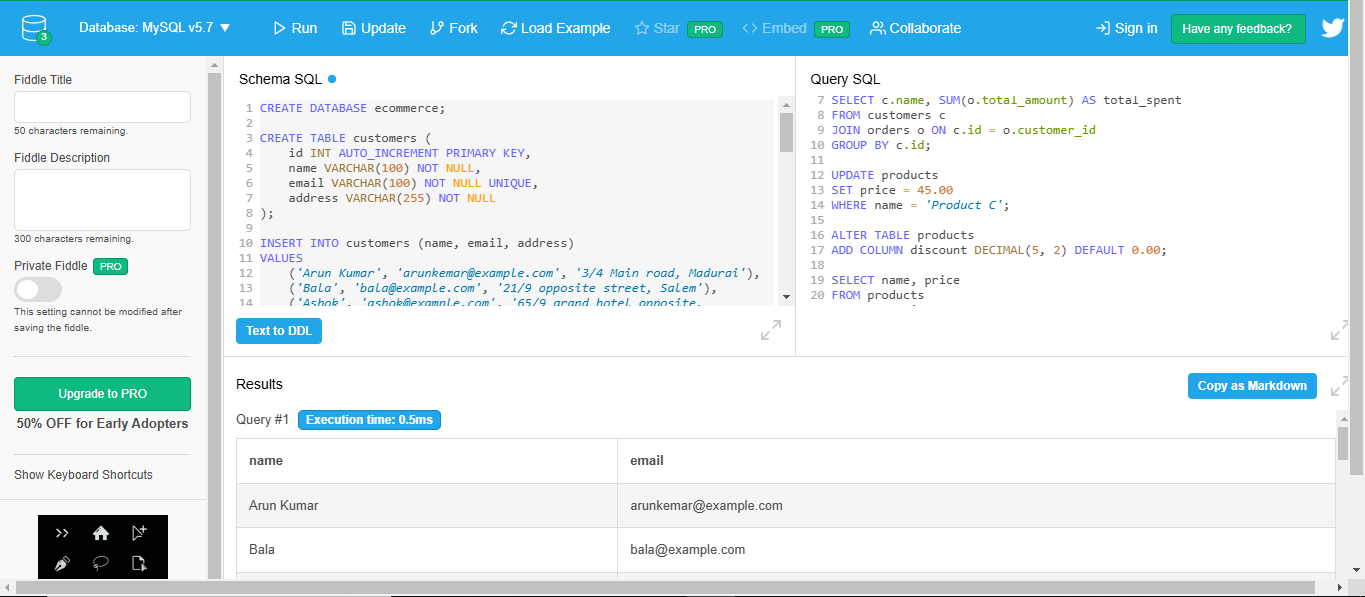 3
Database: MySQL v5.7 ▼
Run
Update
Fork
Load Example
Star PRO
Embed PRO
Collaborate
Sign in
Have any feedback?
Fiddle Title
50 characters remaining.
Fiddle Description
300 characters remaining.
Private Fiddle PRO
This setting cannot be modified after
saving the fiddle.
Upgrade to PRO
50% OFF for Early Adopters
Show Keyboard Shortcuts
Schema SQL
1 CREATE DATABASE ecommerce;
2
3 CREATE TABLE customers (
4 id INT AUTO_INCREMENT PRIMARY KEY,
5 name VARCHAR(100) NOT NULL,
6 email VARCHAR(100) NOT NULL UNIQUE,
7 address VARCHAR(255) NOT NULL
8 );
9
10 INSERT INTO customers (name, email, address)
11 VALUES
12 ('Arun Kumar', 'arunkemar@example.com', '3/4 Main road, Madurai'),
13 ('Bala', 'bala@example.com', '21/9 opposite street, Salem'),
14 ('Ashok', 'ashok@example.com', '65/9 grand hotel opposite,
Text to DDL
Query SQL
7 SELECT c.name, SUM(o.total_amount) AS total_spent
8 FROM customers c
9 JOIN orders o ON c.id = o.customer_id
10 GROUP BY c.id;
11
12 UPDATE products
13 SET price = 45.00
14 WHERE name = 'Product C';
15
16 ALTER TABLE products
17 ADD COLUMN discount DECIMAL(5, 2) DEFAULT 0.00;
18
19 SELECT name, price
20 FROM products
Results
Copy as Markdown
Query #1 Execution time: 0.5ms
name email
Arun Kumar arunkemar@example.com
Bala bala@example.com